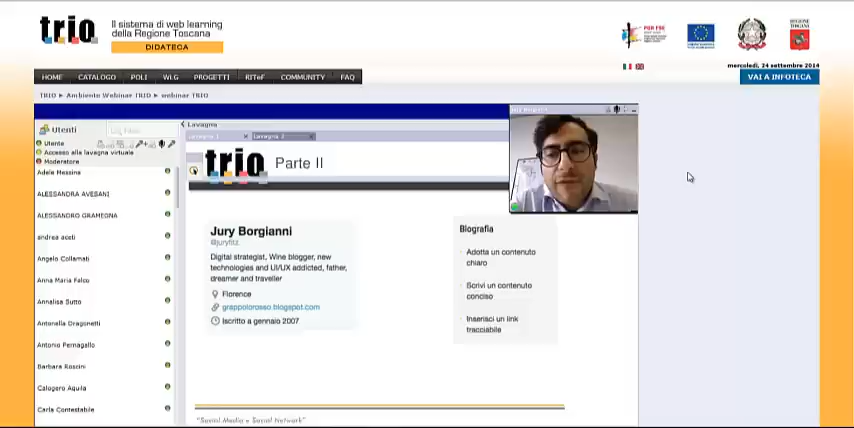 trio
Il sistema di web learning
della Regione Toscana
DIDATECA
POR FSE
REGIONE
TOSCANA
mercoledì, 24 settembre 2014
HOME CATALOGO POLI WLG PROGETTI RITeF COMMUNITY FAQ
VAI A INFOTECA
TRIO ► Ambiente Webinar TRIO ► webinar TRIO
Utenti
Utente
Accesso alla lavagna virtuale
Moderatore
Adele Messina
ALESSANDRA AVESANI
ALESSANDRO GRAMEGNA
andrea aceti
Angelo Collamati
Anna Maria Falco
Annalisa Sutto
Antonella Dragonetti
Antonio Pernagallo
Barbara Roscini
Calogero Aquila
Carla Contestabile
Lavagna
Lavagna 1
Lavagna 2
trio Parte II
Jury Borgianni
@juryfitz
Digital strategist, Wine blogger, new
technologies and UI/UX addicted, father,
dreamer and traveller
Florence
grappolorosso.blogspot.com
Iscritto a gennaio 2007
Biografia
Adotta un contenuto
chiaro
Scrivi un contenuto
conciso
Inserisci un link
tracciabile
"Social Media e Social Network"